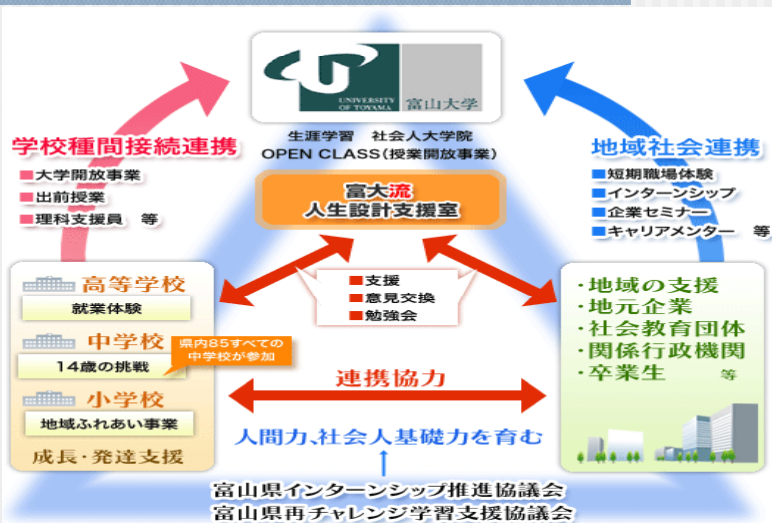 UNIVERSITY
OF TOYAMA
富山大学
生涯学習 社会人大学院
OPEN CLASS(授業開放事業)
学校種間接続連携
■大学開放事業
■出前授業
■理科支援員 等
地域社会連携
■短期職場体験
■インターンシップ
■企業セミナー
■キャリアメンター 等
富大流
人生設計支援室
■支援
■意見交換
■勉強会
高等学校
就業体験
中学校
県内85すべての
中学校が参加
14歳の挑戦
小学校
地域ふれあい事業
成長・発達支援
・地域の支援
・地元企業
・社会教育団体
・関係行政機関
・卒業生 等
連携協力
人間力、社会人基礎力を育む
富山県インターンシップ推進協議会
富山県再チャレンジ学習支援協議会